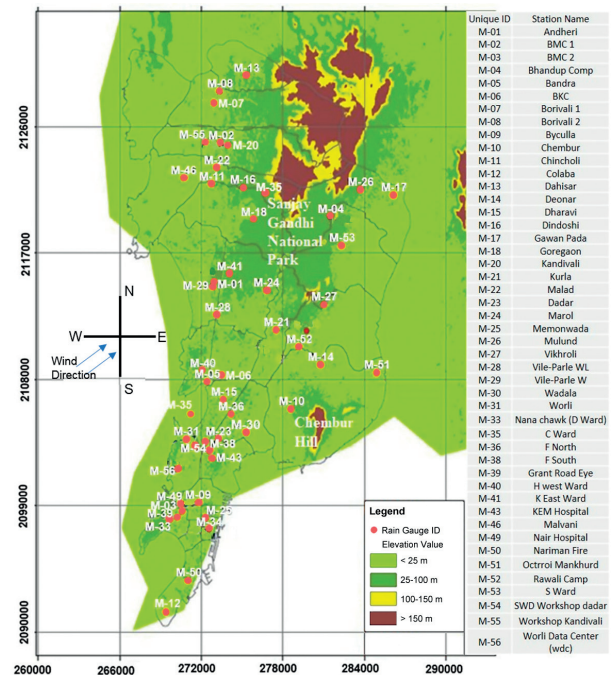 Unique ID Station Name
M-01 Andheri
M-02 BMC 1
M-03 BMC 2
M-04 Bhandup Comp
M-05 Bandra
M-06 BKC
M-07 Borivali 1
M-08 Borivali 2
M-09 Byculla
M-10 Chembur
M-11 Chincholi
M-12 Colaba
M-13 Dahisar
M-14 Deonar
M-15 Dharavi
M-16 Dindoshi
M-17 Gawan Pada
M-18 Goregaon
M-20 Kandivali
M-21 Kurla
M-22 Malad
M-23 Dadar
M-24 Marol
M-25 Memonwada
M-26 Mulund
M-27 Vikhroli
M-28 Vile-Parle WL
M-29 Vile-Parle W
M-30 Wadala
M-31 Worli
M-33 Nana chawk (D Ward)
M-35 C Ward
M-36 F North
M-38 F South
M-39 Grant Road Eye
M-40 H west Ward
M-41 K East Ward
M-43 KEM Hospital
M-46 Malvani
M-49 Nair Hospital
M-50 Nariman Fire
M-51 Octrroi Mankhurd
M-52 Rawali Camp
M-53 S Ward
M-54 SWD Workshop dadar
M-55 Workshop Kandivali
M-56 Worli Data Center
(wdc)
M-13
M-08
M-07
M-55 M-02
M-20
M-22
M-46 M-11
M-16 M-35
M-26 M-17
Sanjay
Gandhi
National
Park
M-18
M-04
M-53
M-41
M-29 M-01
M-24
M-28
M-27
M-21
M-52
M-14
M-51
M-40
M-05 M-06
M-15
M-35 M-36
M-10
Chembur
Hill
M-30
M-31 M-23
M-38
M-54
M-43
M-56
M-49 M-09
M-03
M-39
M-25
M-33
M-34
M-50
M-12
N
W E
S
Wind
Direction
Legend
Rain Gauge ID
Elevation Value
< 25 m
25-100 m
100-150 m
> 150 m
2126000
2117000
2108000
2099000
2090000
260000 266000 272000 278000 284000 290000